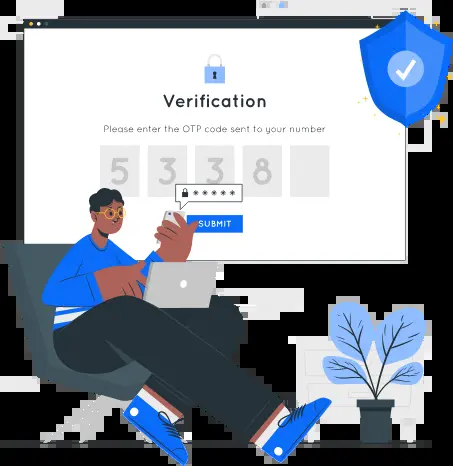 Verification
Please enter the OTP code sent to your number
5 3 3 8
*****
SUBMIT